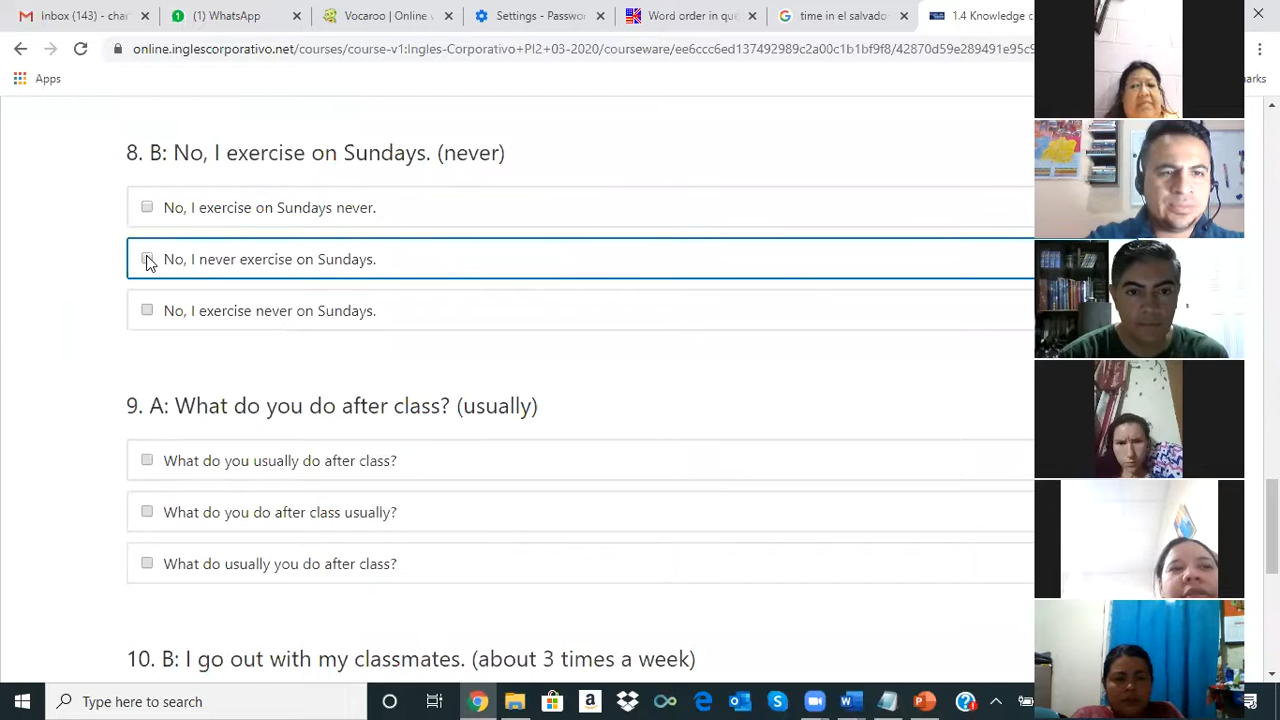 Inbox (143) - char
(1) WhatsApp
Yocoro | Online
Settings - Passwo
Word order in que
time in el salvado
1.4 Knowledge c
online.inglescorporativo.net/courses/course-v1:Ingles-Corporativo+PI2+03-2020/courseware/ee6ccc6ed137492989c2a08
Apps
8. B: No, I exercise on Sundays. (never)
No, I exercise on Sundays never.
No, I never exercise on Sundays.
No, I exercise never on Sundays.
9. A: What do you do after class? (usually)
What do you usually do after class?
What do you do after class usually?
What do usually you do after class?
10. B: I go out with my classmates. (about 3 times a week)
Type here to search